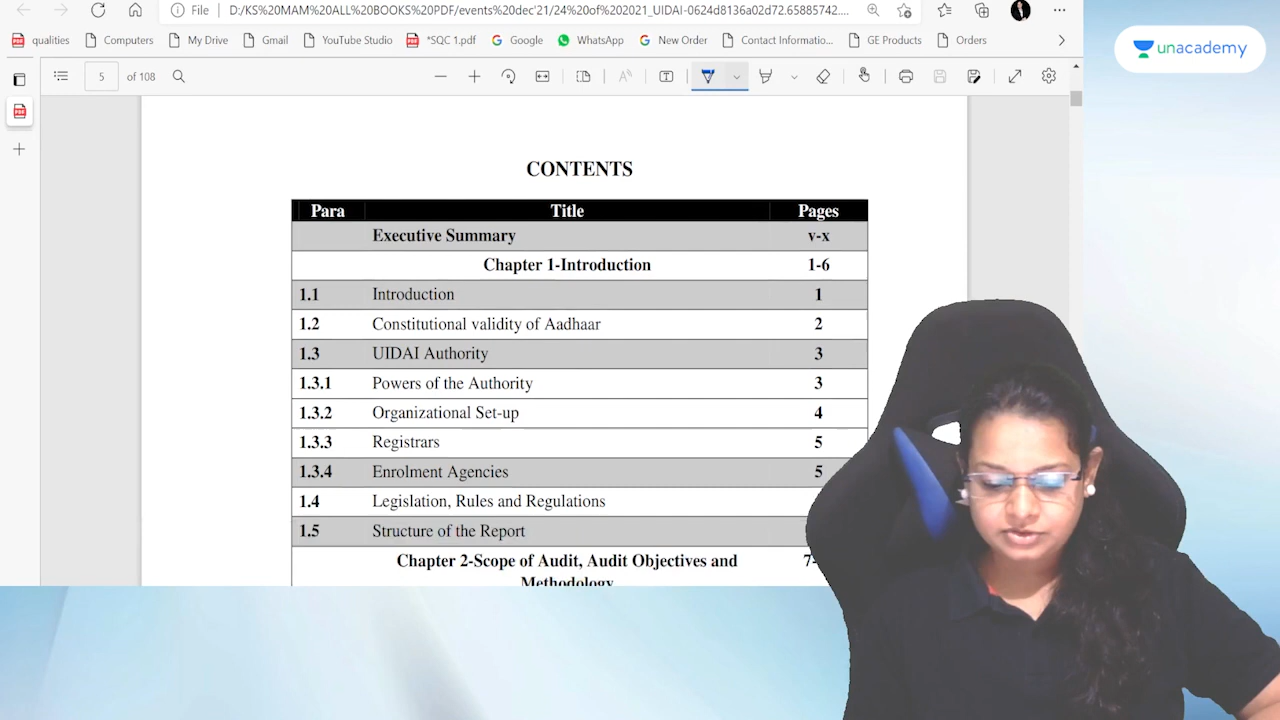 File D:/KS%20MAM%20ALL%20BOOKS%20PDF/events%20dec'21/24%20of%202021_UIDAI-0624d8136a02d72.65885742....
qualities Computers My Drive Gmail YouTube Studio *SQC 1.pdf Google WhatsApp New Order Contact Informatio... GE Products Orders
unacademy
5 of 108
CONTENTS
Para Title Pages
Executive Summary v-x
Chapter 1-Introduction 1-6
1.1 Introduction 1
1.2 Constitutional validity of Aadhaar 2
1.3 UIDAI Authority 3
1.3.1 Powers of the Authority 3
1.3.2 Organizational Set-up 4
1.3.3 Registrars 5
1.3.4 Enrolment Agencies 5
1.4 Legislation, Rules and Regulations
1.5 Structure of the Report
Chapter 2-Scope of Audit, Audit Objectives and 7-
Methodology